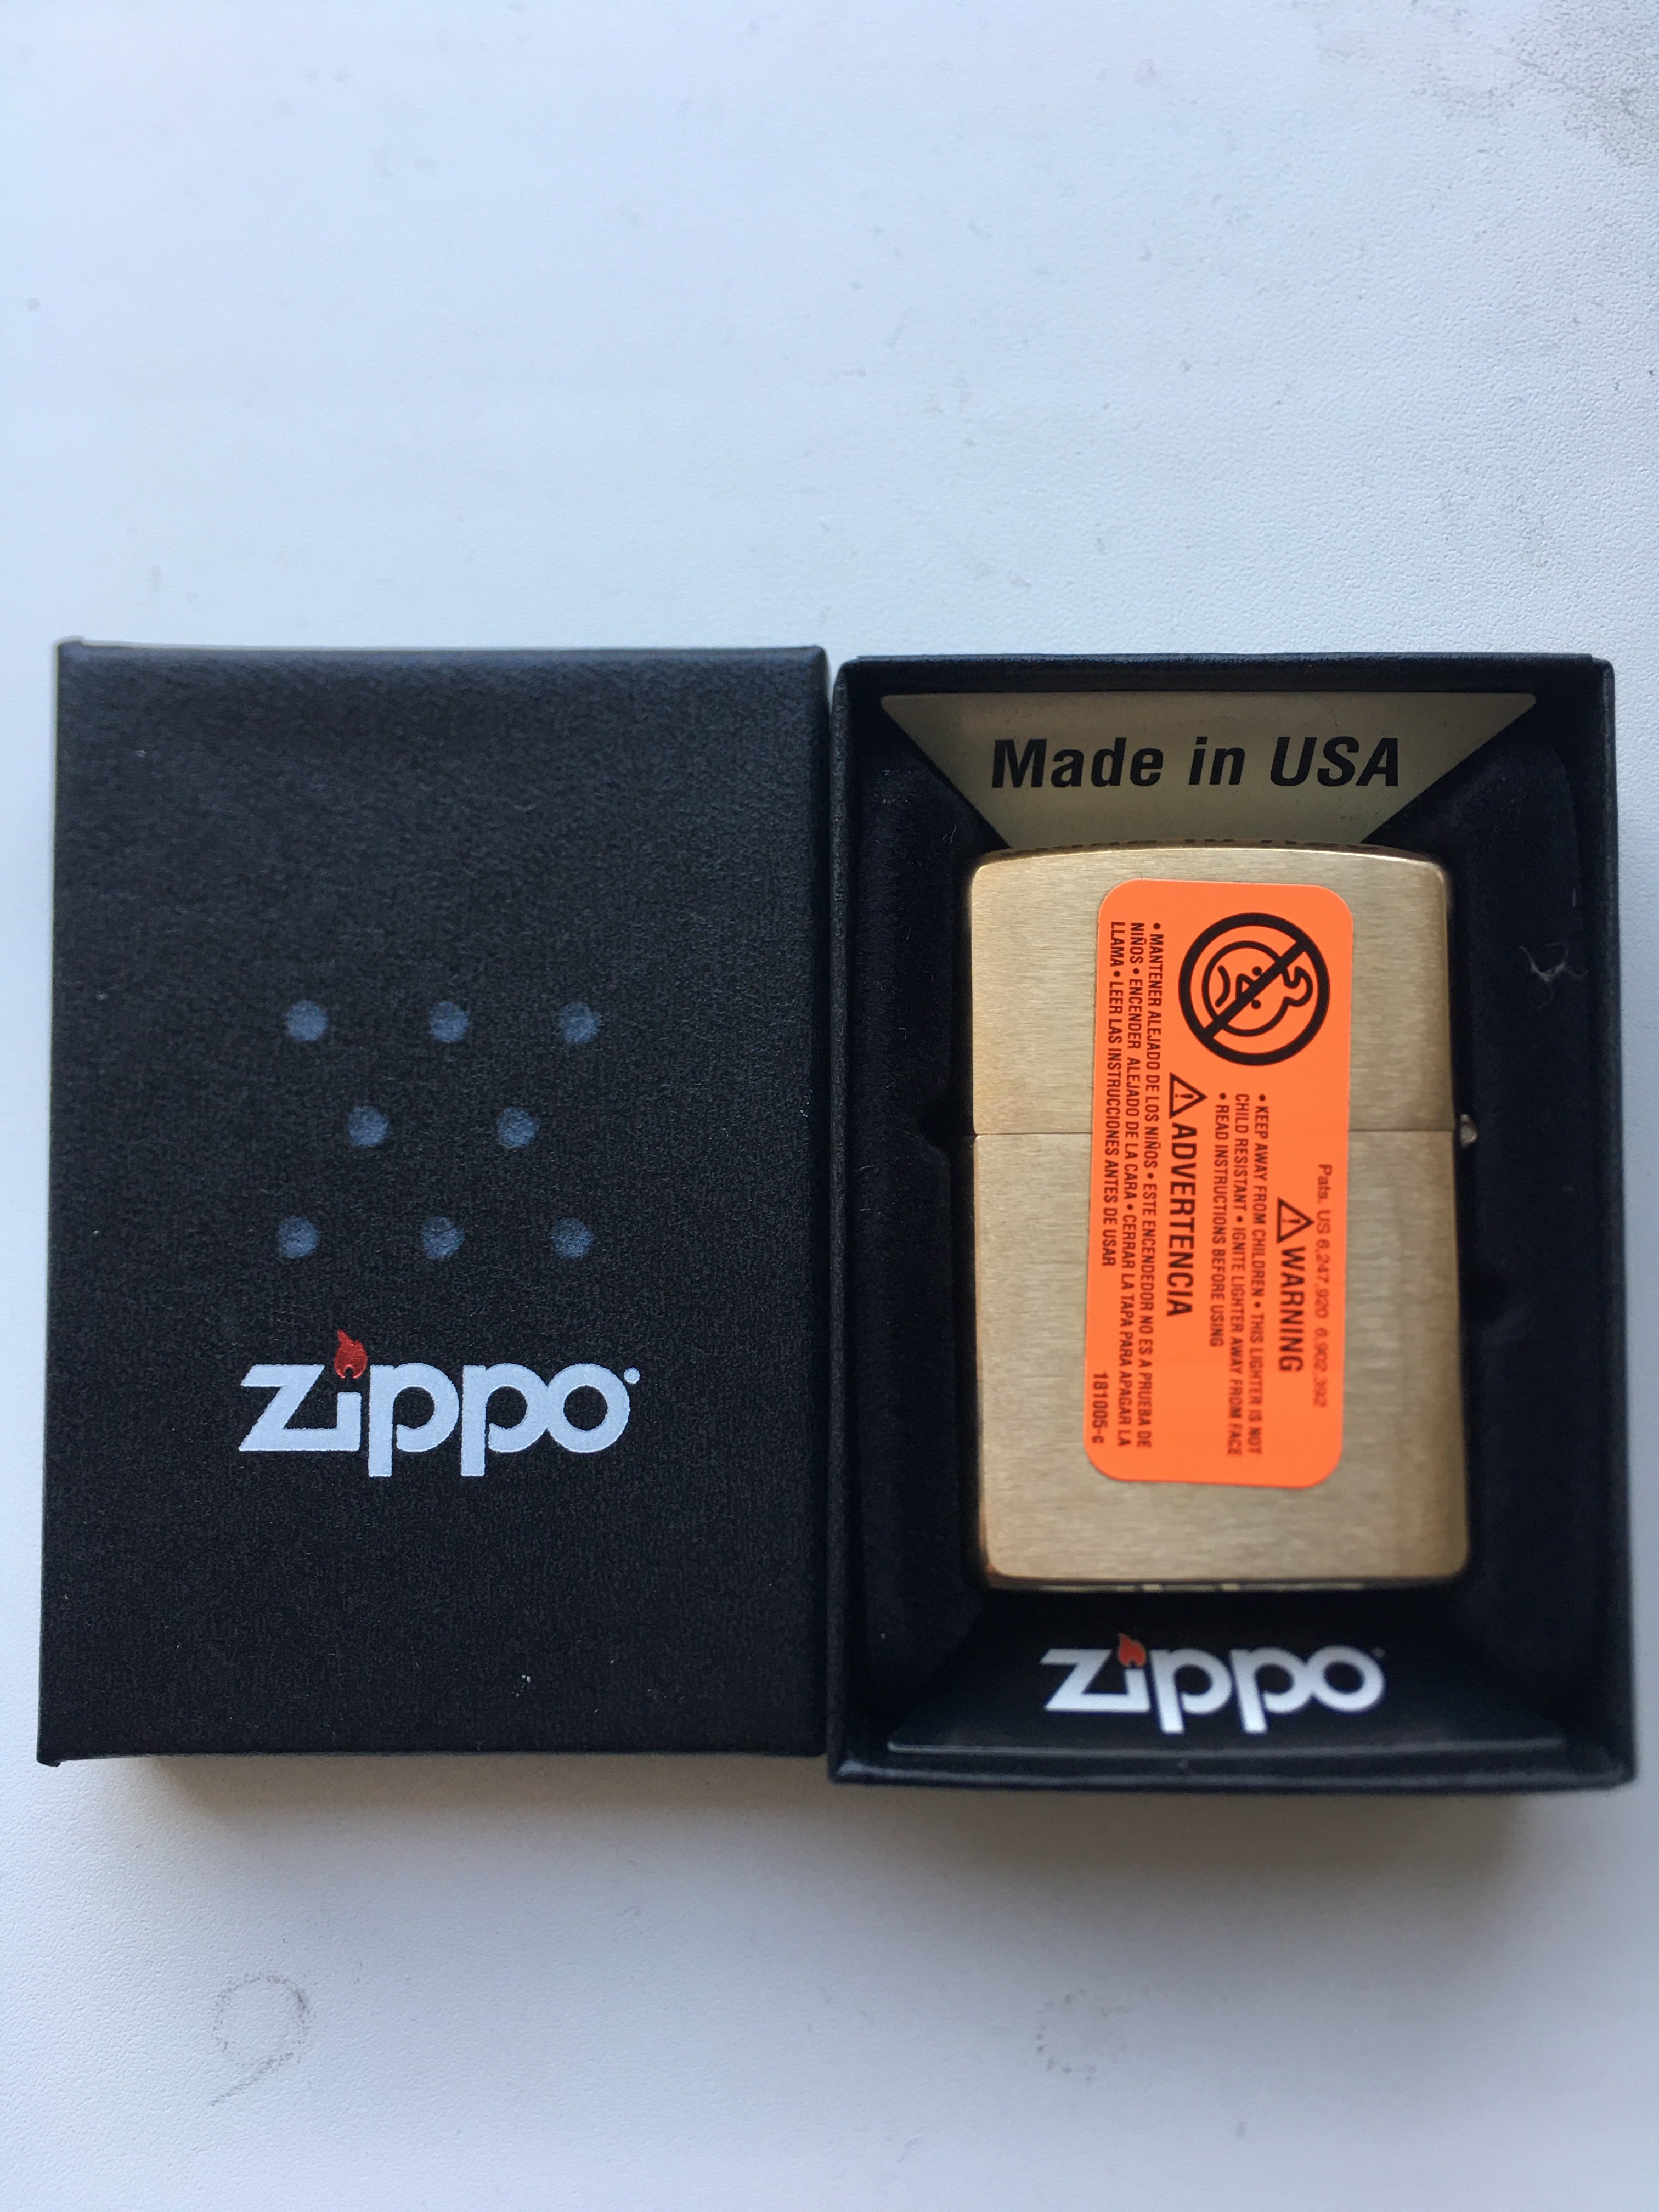 zippo
Made in USA
Pats. US 6,247,920 6,902,392
WARNING
• KEEP AWAY FROM CHILDREN • THIS LIGHTER IS NOT
CHILD RESISTANT • IGNITE LIGHTER AWAY FROM FACE
• READ INSTRUCTIONS BEFORE USING
ADVERTENCIA
• MANTENER ALEJADO DE LOS NIÑOS • ESTE ENCENDEDOR NO ES A PRUEBA DE
NIÑOS • ENCENDER ALEJADO DE LA CARA • CERRAR LA TAPA PARA APAGAR LA
LLAMA • LEER LAS INSTRUCCIONES ANTES DE USAR
181005-c
zippo